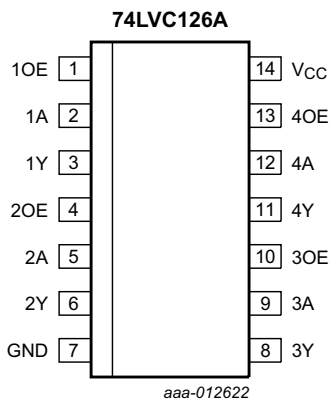 74LVC126A
1OE 1 14 VCC
1A 2 13 4OE
1Y 3 12 4A
2OE 4 11 4Y
2A 5 10 3OE
2Y 6 9 3A
GND 7 8 3Y
aaa-012622